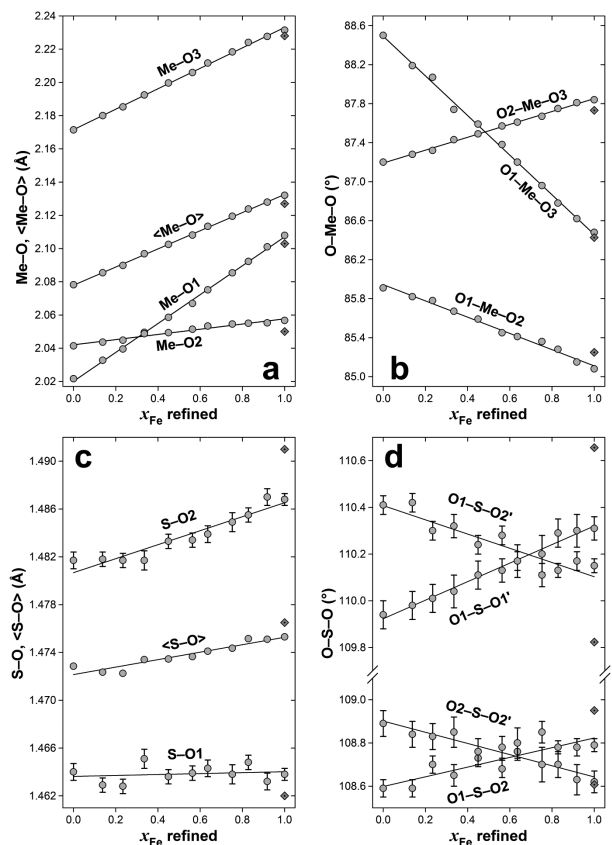 a
2.24
2.20
2.16
2.14
2.12
2.08
2.06
2.04
2.02
Me–O, <Me–O> (Å)
Me–O3
<Me–O>
Me–O1
Me–O2
0.0 0.2 0.4 0.6 0.8 1.0
xFe refined
b
88.6
88.2
87.8
87.4
87.0
86.6
86.2
85.8
85.4
85.0
O–Me–O (°)
O2–Me–O3
O1–Me–O3
O1–Me–O2
0.0 0.2 0.4 0.6 0.8 1.0
xFe refined
c
1.490
1.486
1.482
1.478
1.474
1.470
1.466
1.464
1.462
S–O, <S–O> (Å)
S–O2
<S–O>
S–O1
0.0 0.2 0.4 0.6 0.8 1.0
xFe refined
d
110.6
110.4
110.2
110.0
109.8
109.0
108.8
108.6
O–S–O (°)
O1–S–O2'
O1–S–O1'
O2–S–O2'
O1–S–O2
0.0 0.2 0.4 0.6 0.8 1.0
xFe refined